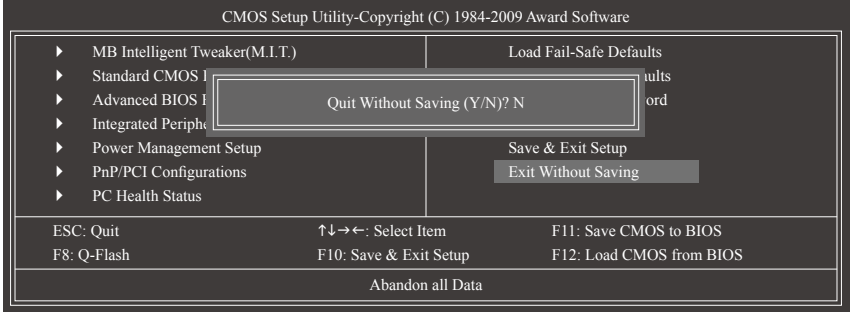 CMOS Setup Utility-Copyright (C) 1984-2009 Award Software
MB Intelligent Tweaker(M.I.T.)
Standard CMOS
Advanced BIOS
Integrated
Power Management Setup
PnP/PCI Configurations
PC Health Status
Load Fail-Safe Defaults
Save & Exit Setup
Exit Without Saving
Quit Without Saving (Y/N)? N
ESC: Quit ↑↓→←: Select Item F11: Save CMOS to BIOS
F8: Q-Flash F10: Save & Exit Setup F12: Load CMOS from BIOS
Abandon all Data